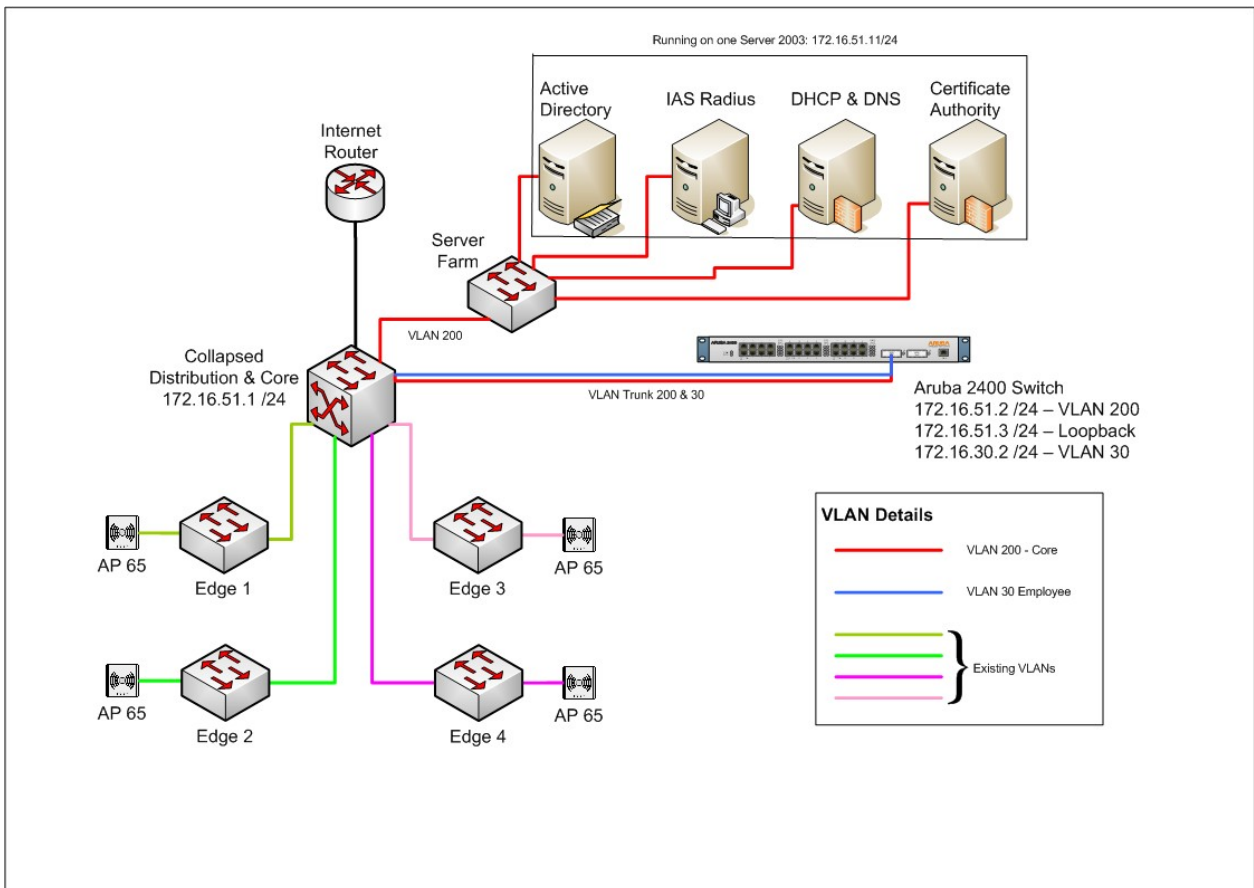 Running on one Server 2003: 172.16.51.11/24
Active
Directory
IAS Radius
DHCP & DNS
Certificate
Authority
Internet
Router
Server
Farm
VLAN 200
Collapsed
Distribution & Core
172.16.51.1 /24
VLAN Trunk 200 & 30
Aruba 2400 Switch
172.16.51.2 /24 – VLAN 200
172.16.51.3 /24 – Loopback
172.16.30.2 /24 – VLAN 30
AP 65
Edge 1
Edge 3
AP 65
AP 65
Edge 2
Edge 4
AP 65
VLAN Details
VLAN 200 - Core
VLAN 30 Employee
Existing VLANs